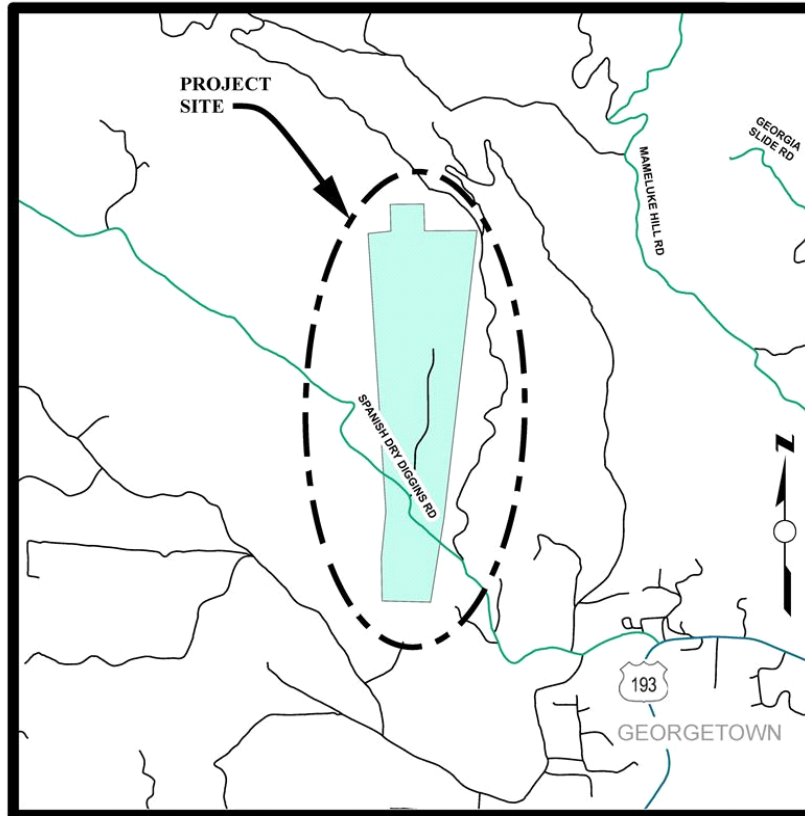 PROJECT
SITE
GEORGIA
SLIDE RD
MAMELUKE HILL RD
SPANISH DRY DIGGINS RD
N
193
GEORGETOWN